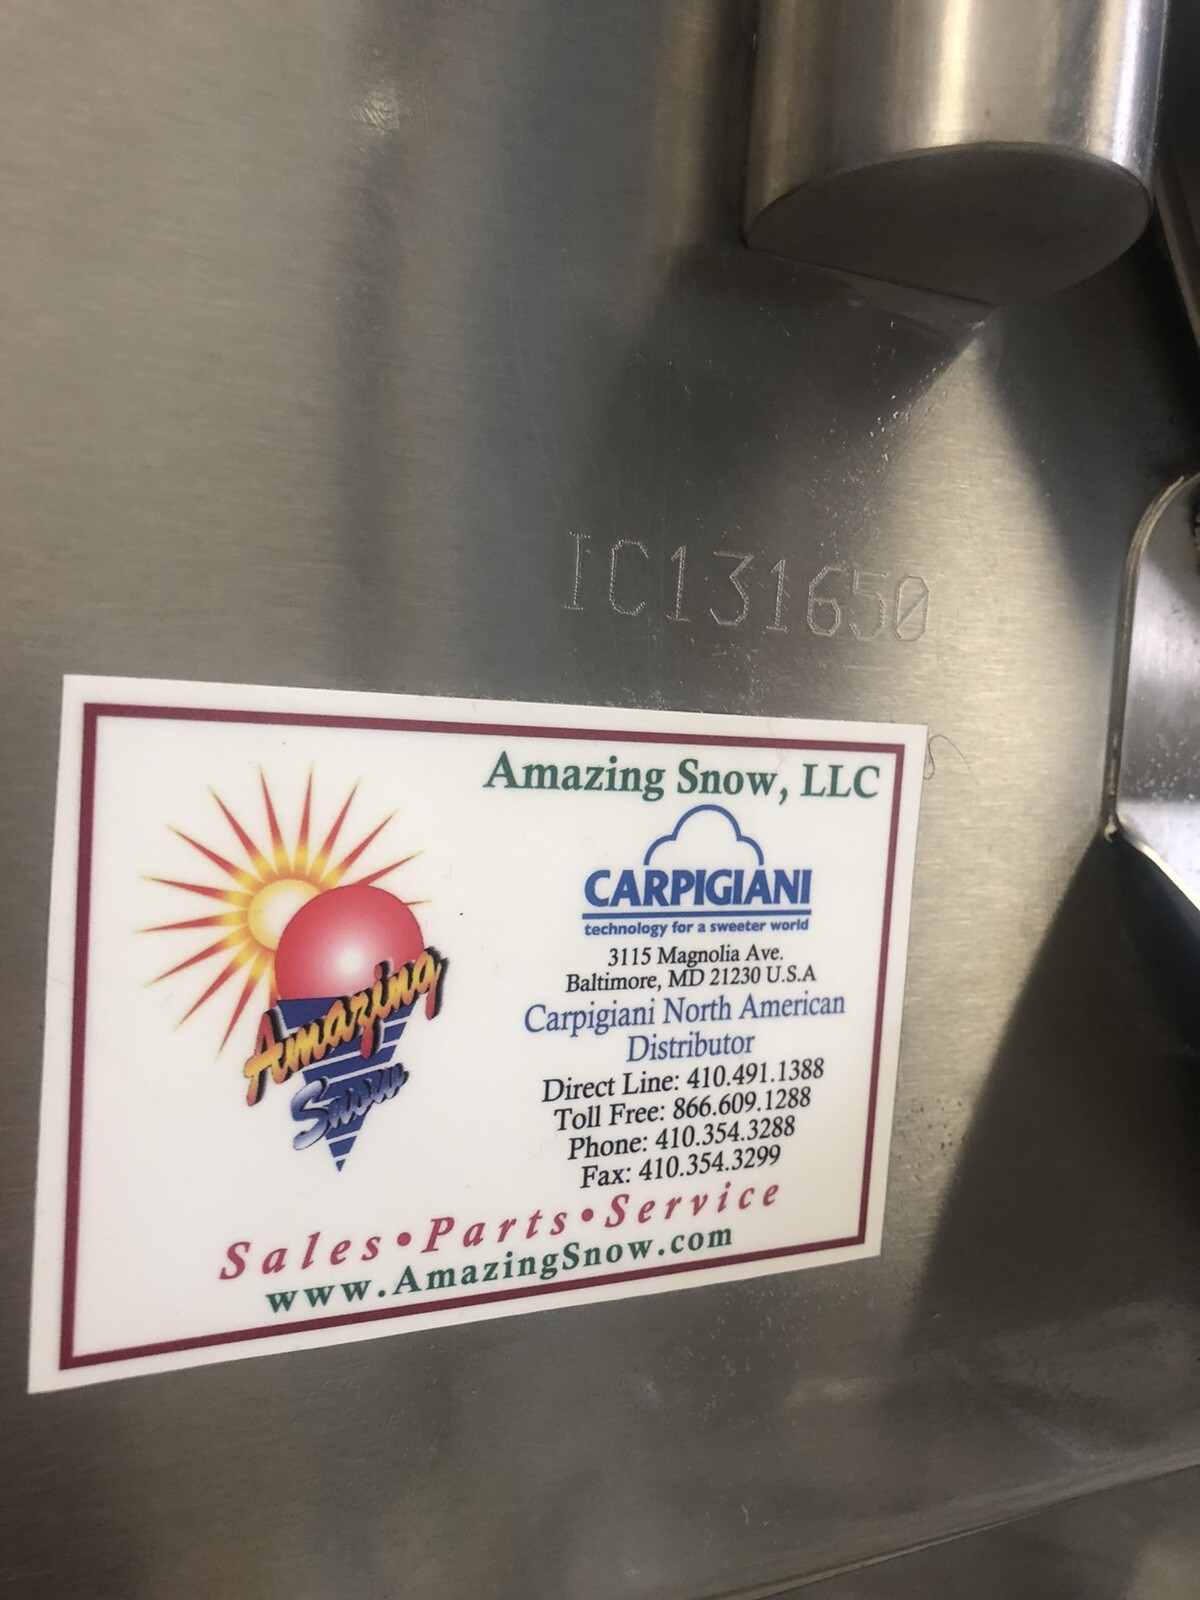 IC131650
Amazing Snow, LLC
CARPIGIANI
technology for a sweeter world
3115 Magnolia Ave.
Baltimore, MD 21230 U.S.A
Carpigiani North American
Distributor
Direct Line: 410.491.1388
Toll Free: 866.609.1288
Phone: 410.354.3288
Fax: 410.354.3299
Amazing
Snow
Sales•Parts•Service
www.AmazingSnow.com